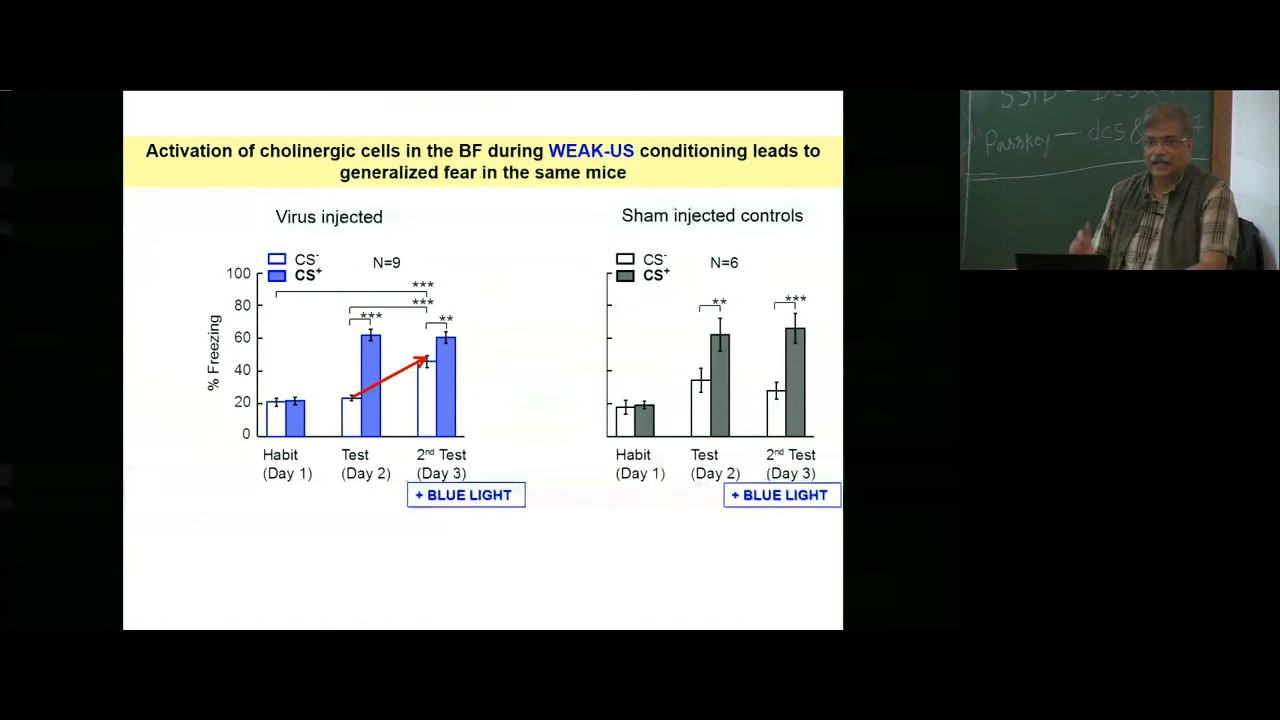 Activation of cholinergic cells in the BF during WEAK-US conditioning leads to
generalized fear in the same mice
Virus injected
CS-
CS+
N=9
100
80
60
40
20
0
% Freezing
***
***
***
**
Habit
(Day 1)
Test
(Day 2)
2nd Test
(Day 3)
+ BLUE LIGHT
Sham injected controls
CS-
CS+
N=6
**
***
Habit
(Day 1)
Test
(Day 2)
2nd Test
(Day 3)
+ BLUE LIGHT
Passkey — dcs&